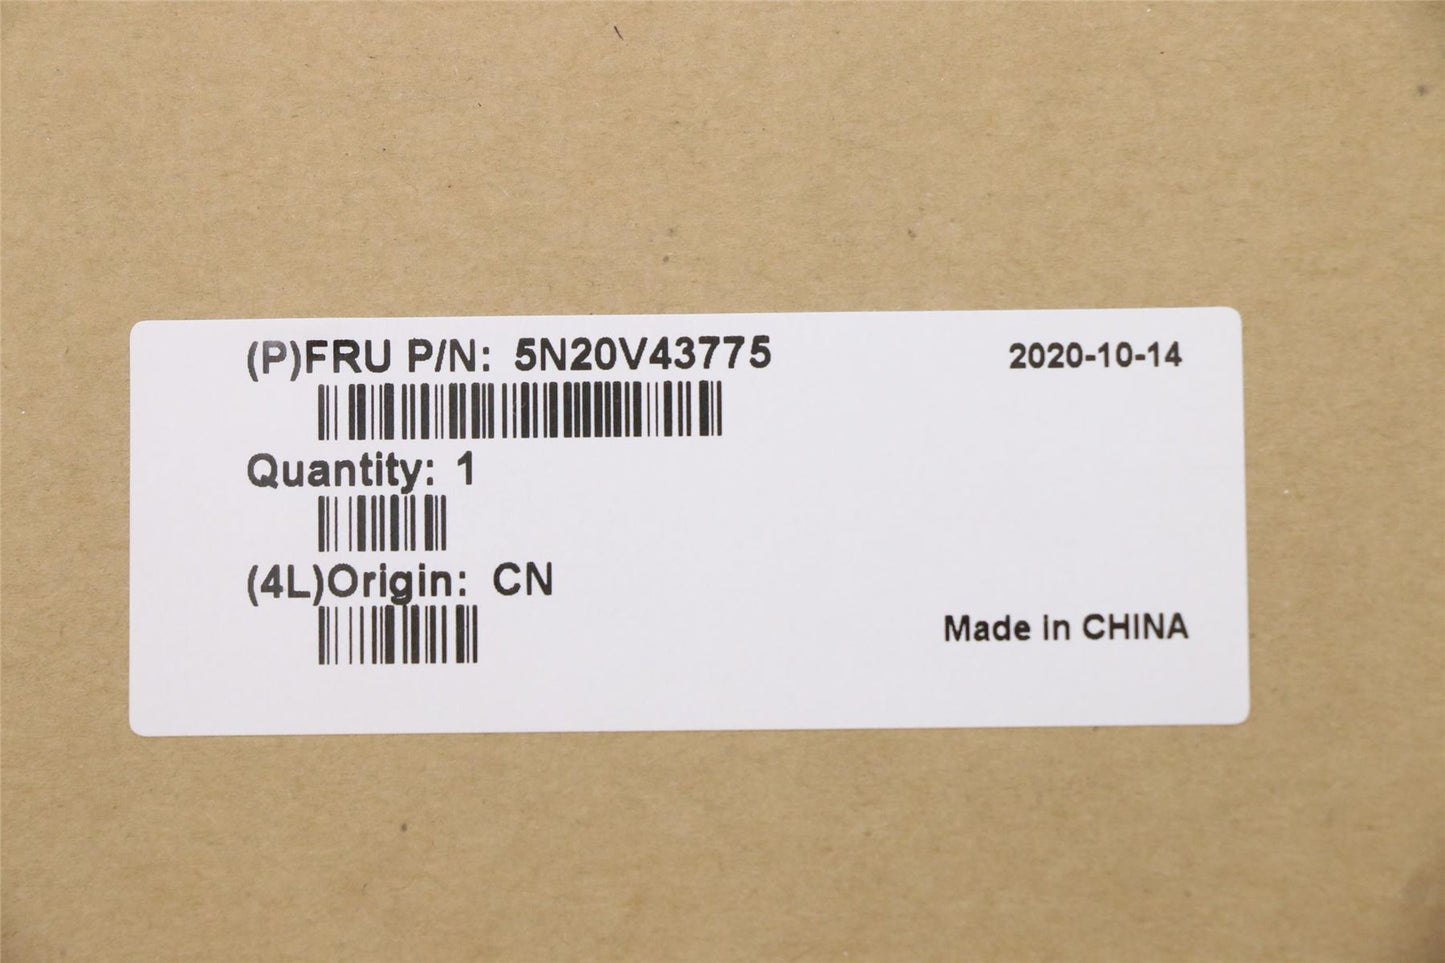 (P)FRU P/N: 5N20V43775
2020-10-14
Quantity: 1
(4L)Origin: CN
Made in CHINA